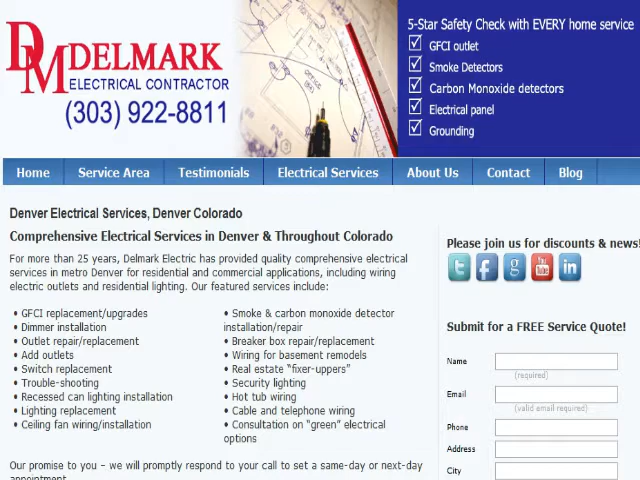 DM DELMARK
ELECTRICAL CONTRACTOR
(303) 922-8811
5-Star Safety Check with EVERY home service
GFCI outlet
Smoke Detectors
Carbon Monoxide detectors
Electrical panel
Grounding
Home Service Area Testimonials Electrical Services About Us Contact Blog
Denver Electrical Services, Denver Colorado
Comprehensive Electrical Services in Denver & Throughout Colorado
For more than 25 years, Delmark Electric has provided quality comprehensive electrical
services in metro Denver for residential and commercial applications, including wiring
electric outlets and residential lighting. Our featured services include:
• GFCI replacement/upgrades
• Dimmer installation
• Outlet repair/replacement
• Add outlets
• Switch replacement
• Trouble-shooting
• Recessed can lighting installation
• Lighting replacement
• Ceiling fan wiring/installation
• Smoke & carbon monoxide detector
installation/repair
• Breaker box repair/replacement
• Wiring for basement remodels
• Real estate “fixer-uppers”
• Security lighting
• Hot tub wiring
• Cable and telephone wiring
• Consultation on “green” electrical
options
Our promise to you – we will promptly respond to your call to set a same-day or next-day
appointment
Please join us for discounts & news!
Submit for a FREE Service Quote!
Name
(required)
Email
(valid email required)
Phone
Address
City